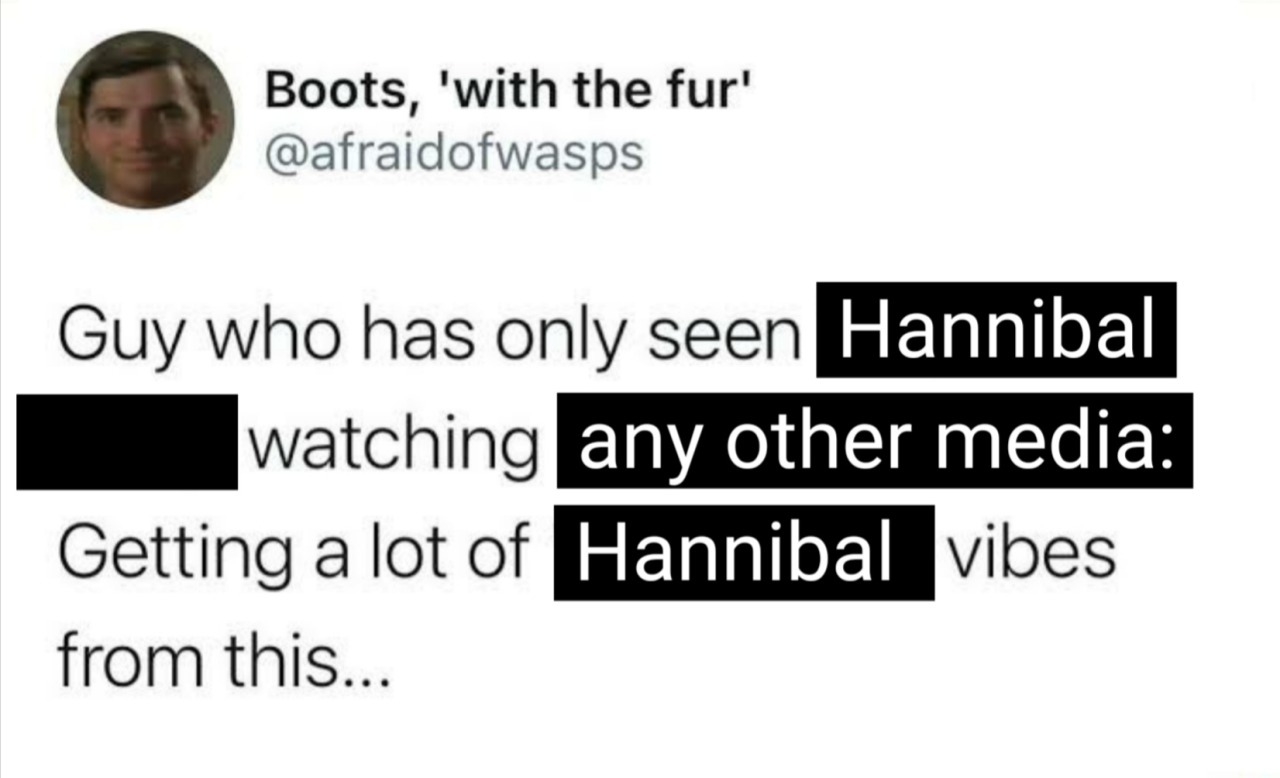 Boots, 'with the fur'
@afraidofwasps
Guy who has only seen Hannibal
watching any other media:
Getting a lot of Hannibal vibes
from this...